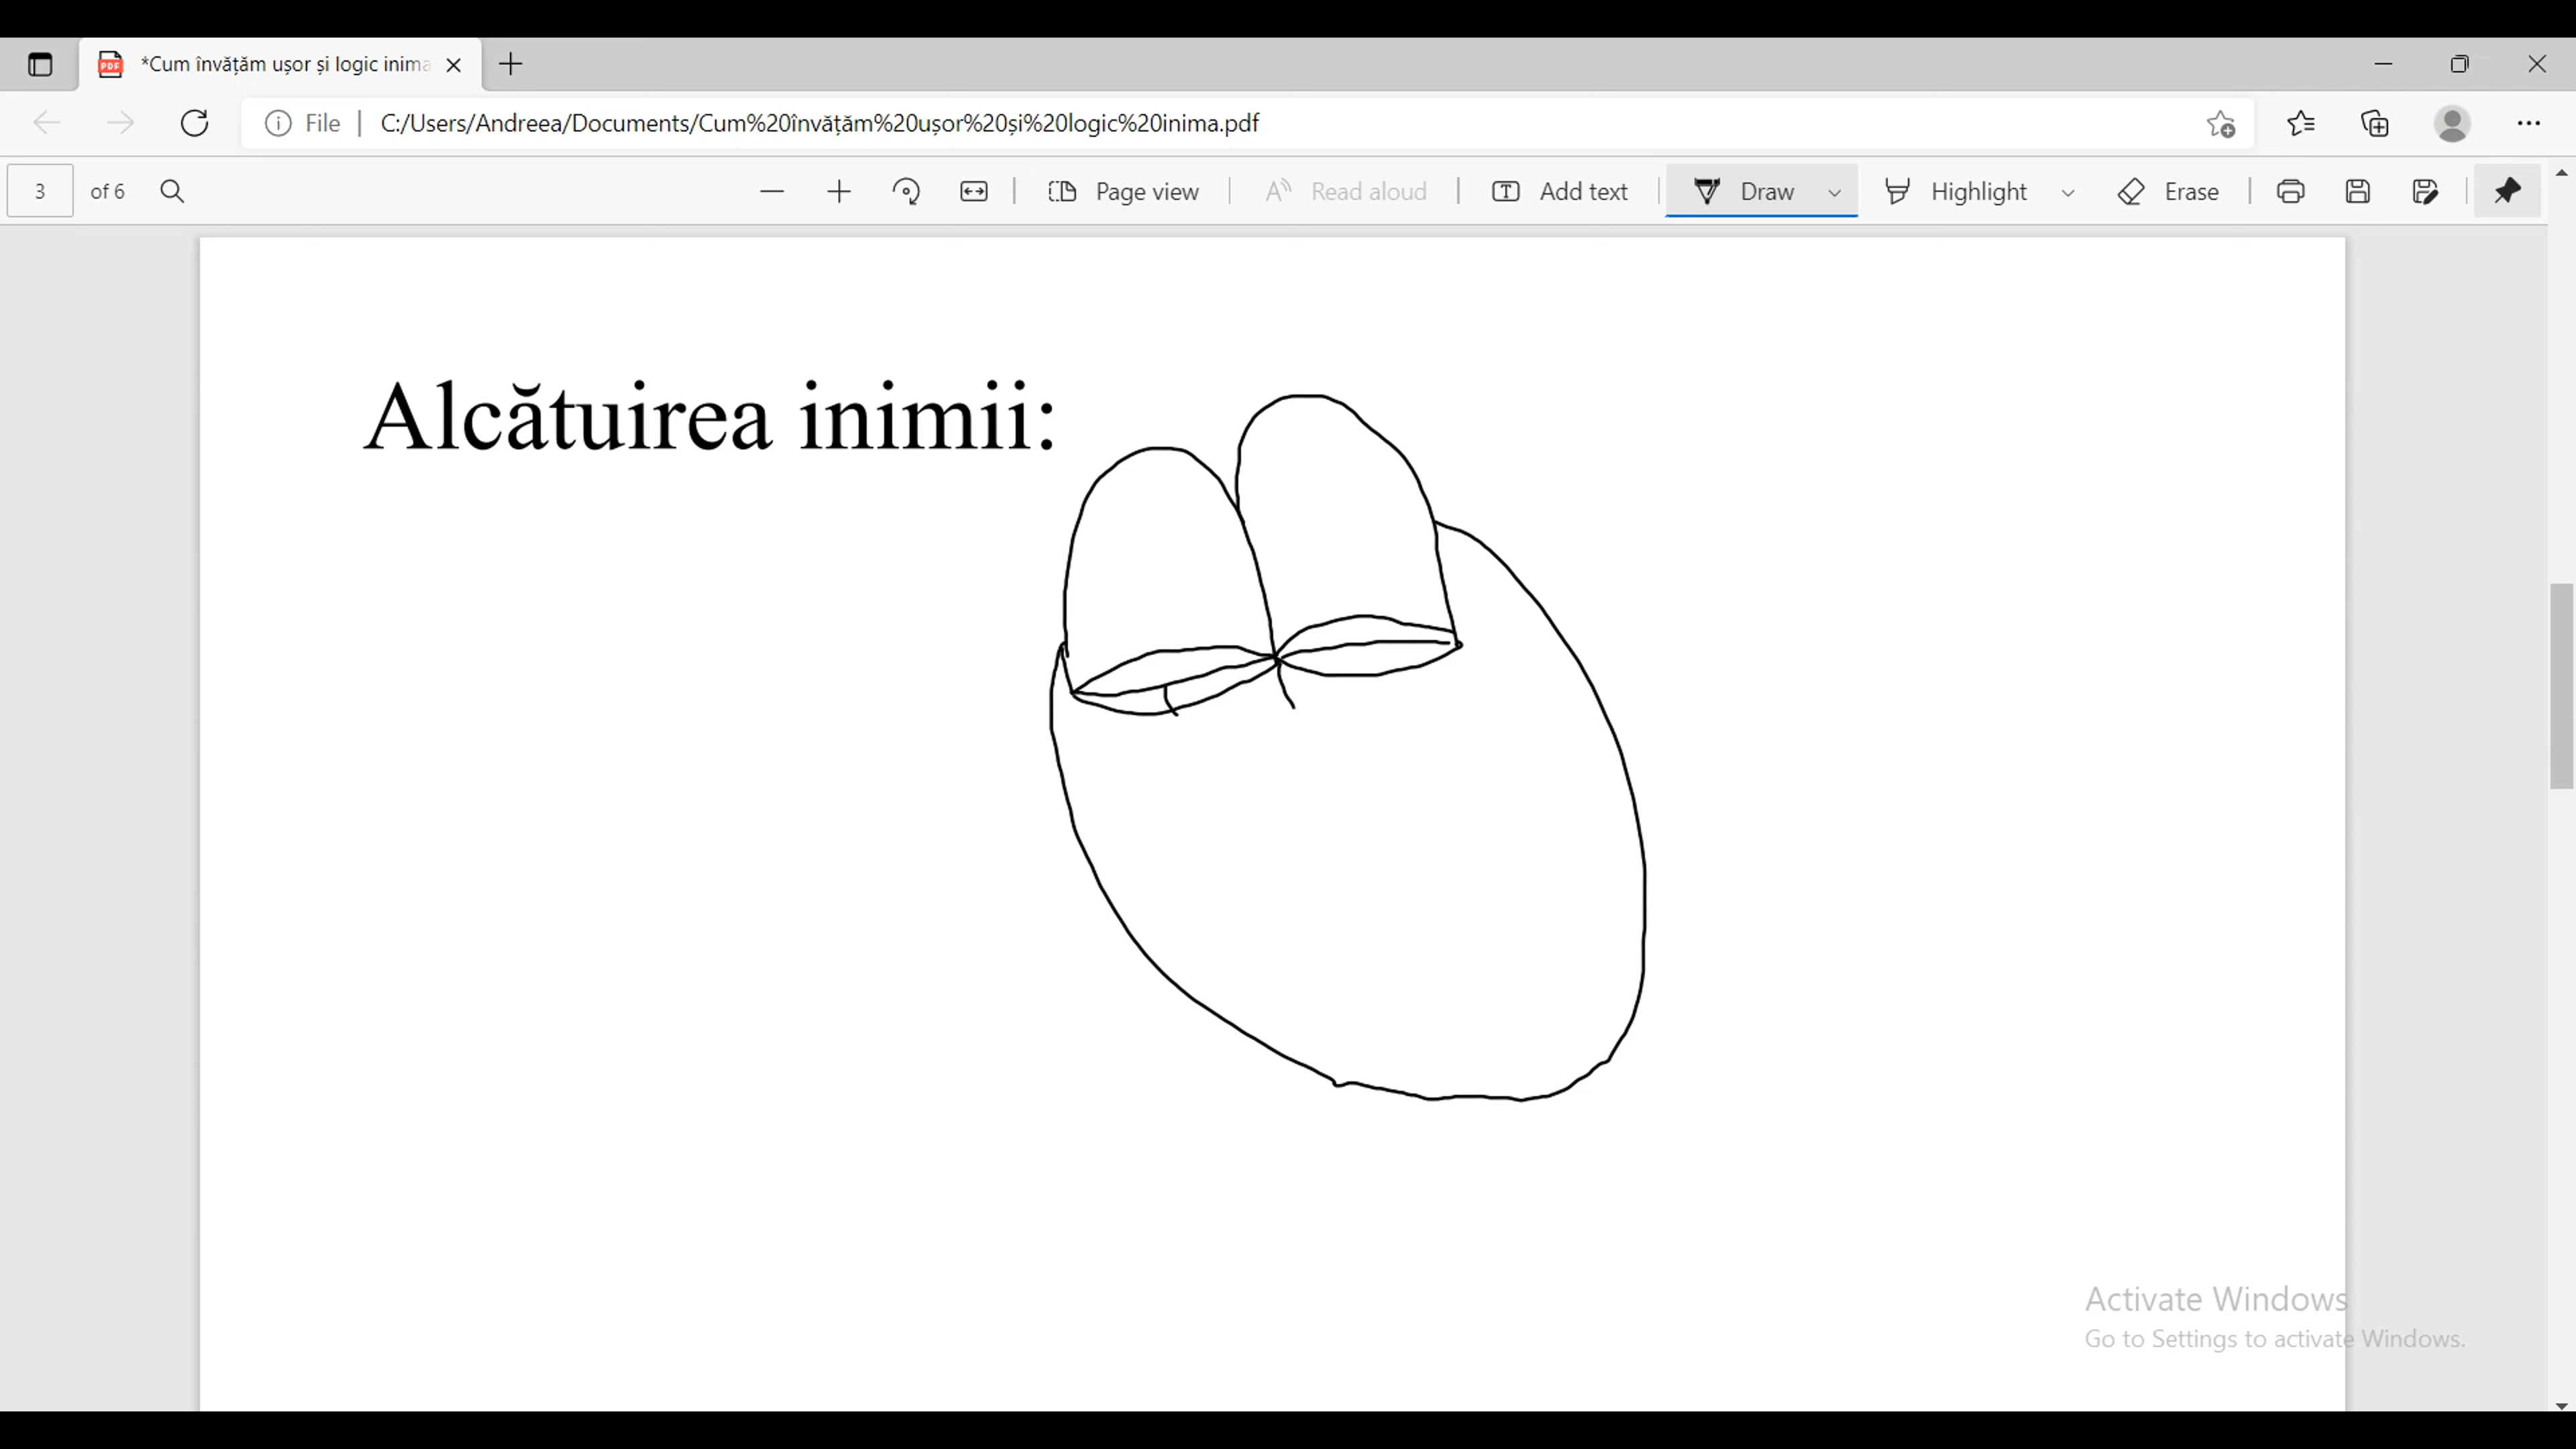 *Cum învățăm ușor și logic inima
File
C:/Users/Andreea/Documents/Cum%20învățăm%20ușor%20și%20logic%20inima.pdf
3 of 6
Page view
Read aloud
Add text
Draw
Highlight
Erase
Alcătuirea inimii:
Activate Windows
Go to Settings to activate Windows.